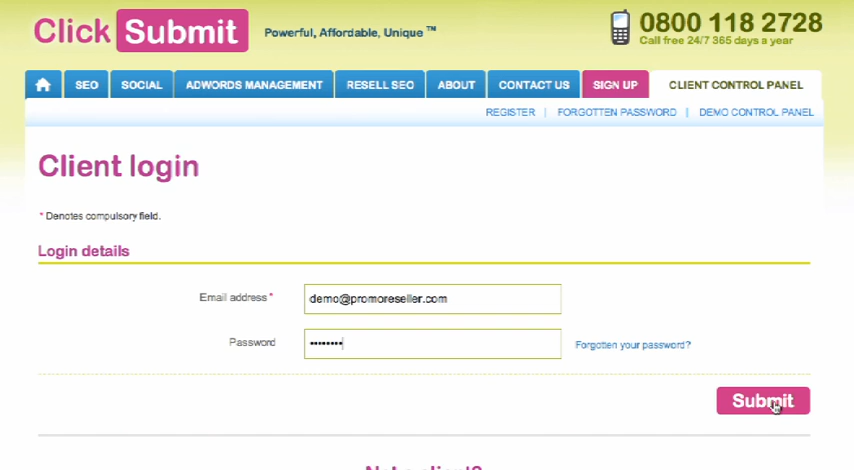 Click Submit
Powerful, Affordable, Unique ™
0800 118 2728
Call free 24/7 365 days a year
SEO
SOCIAL
ADWORDS MANAGEMENT
RESELL SEO
ABOUT
CONTACT US
SIGN UP
CLIENT CONTROL PANEL
REGISTER | FORGOTTEN PASSWORD | DEMO CONTROL PANEL
Client login
* Denotes compulsory field.
Login details
Email address *
demo@promoreseller.com
Password
••••••••
Forgotten your password?
Submit
Not a client?